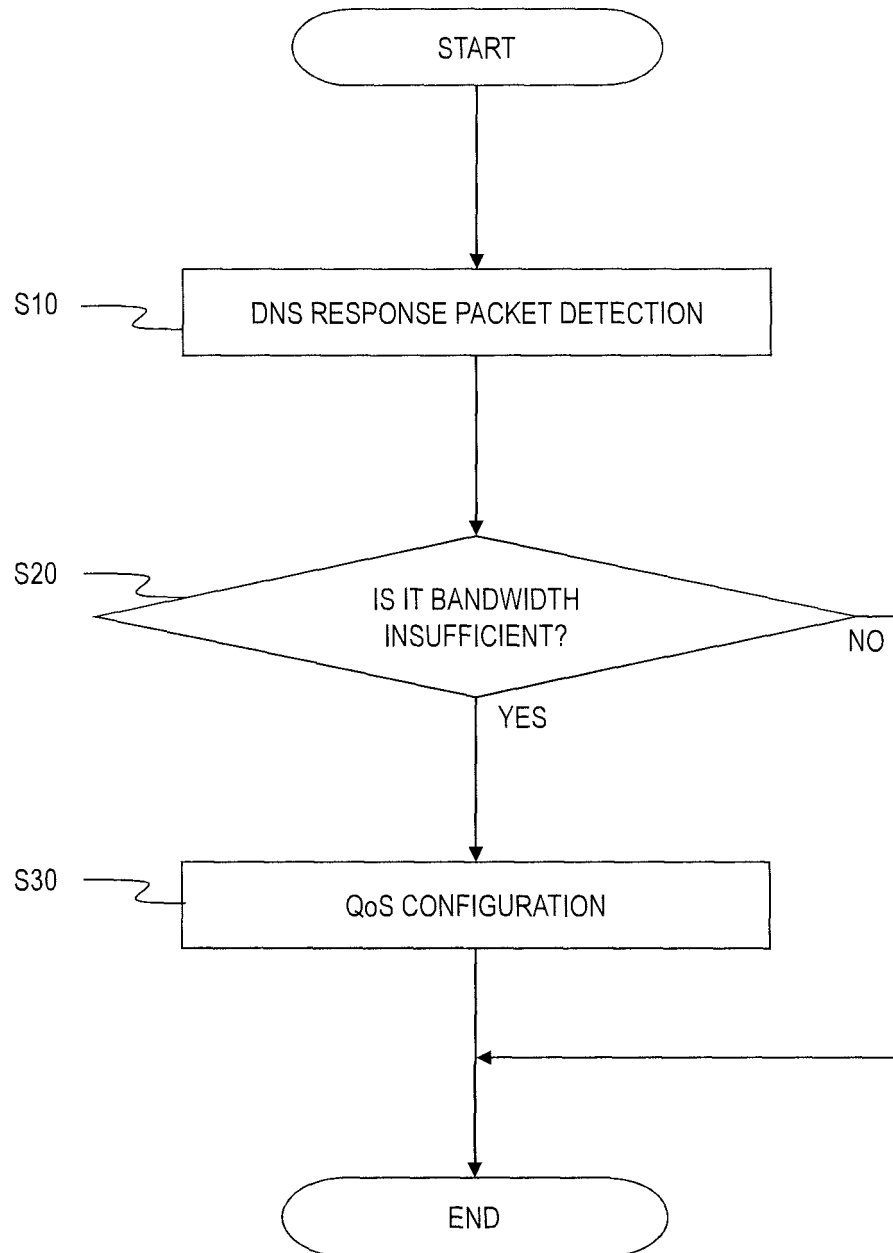 START
S10
DNS RESPONSE PACKET DETECTION
S20
IS IT BANDWIDTH
INSUFFICIENT?
NO
YES
S30
QoS CONFIGURATION
END